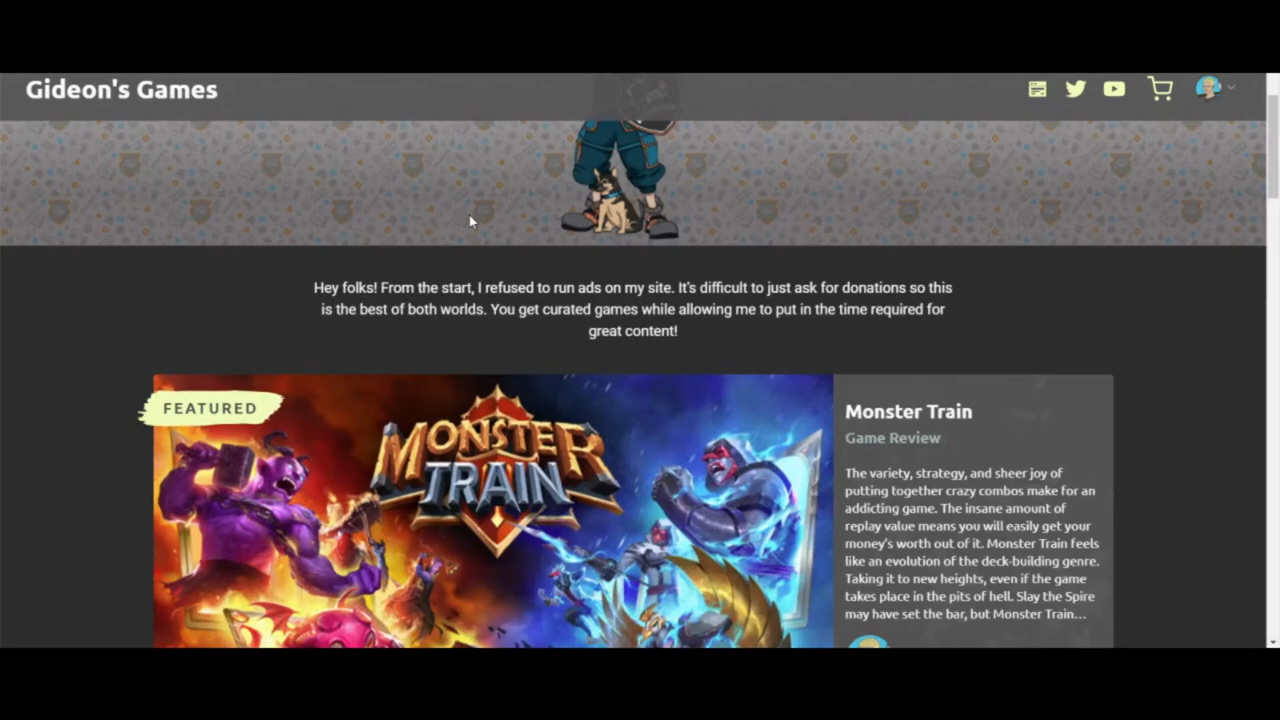 Gideon's Games
Hey folks! From the start, I refused to run ads on my site. It's difficult to just ask for donations so this
is the best of both worlds. You get curated games while allowing me to put in the time required for
great content!
FEATURED
MONSTER
TRAIN
Monster Train
Game Review
The variety, strategy, and sheer joy of
putting together crazy combos make for an
addicting game. The insane amount of
replay value means you will easily get your
money's worth out of it. Monster Train feels
like an evolution of the deck-building genre.
Taking it to new heights, even if the game
takes place in the pits of hell. Slay the Spire
may have set the bar, but Monster Train...